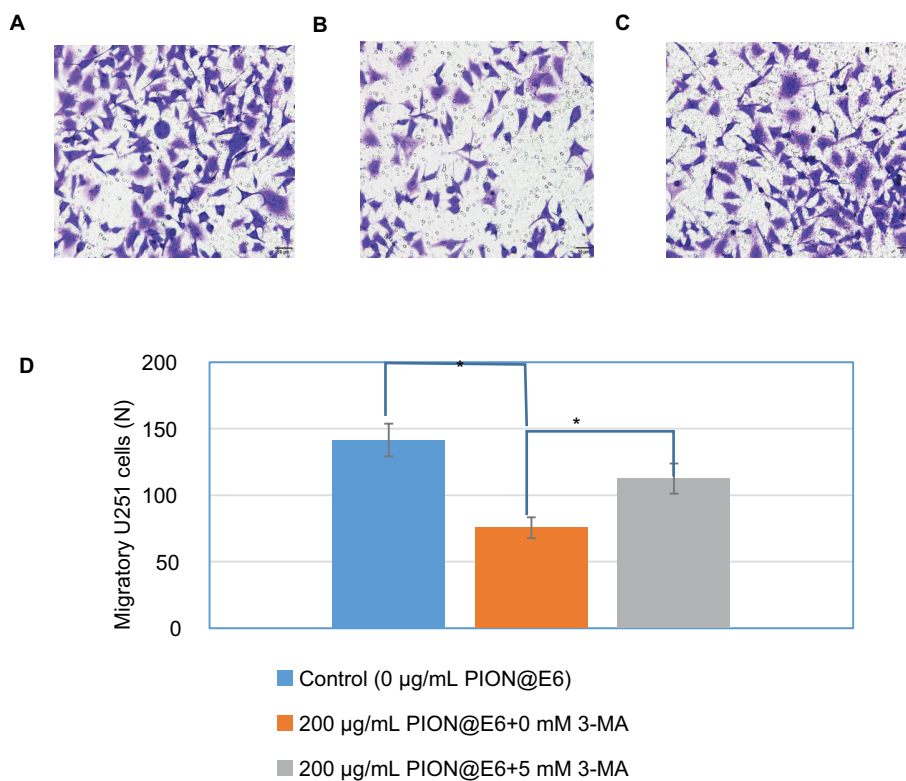 A
B
C
D
200
*
*
150
100
50
0
Migratory U251 cells (N)
Control (0 µg/mL PION@E6)
200 µg/mL PION@E6+0 mM 3-MA
200 µg/mL PION@E6+5 mM 3-MA